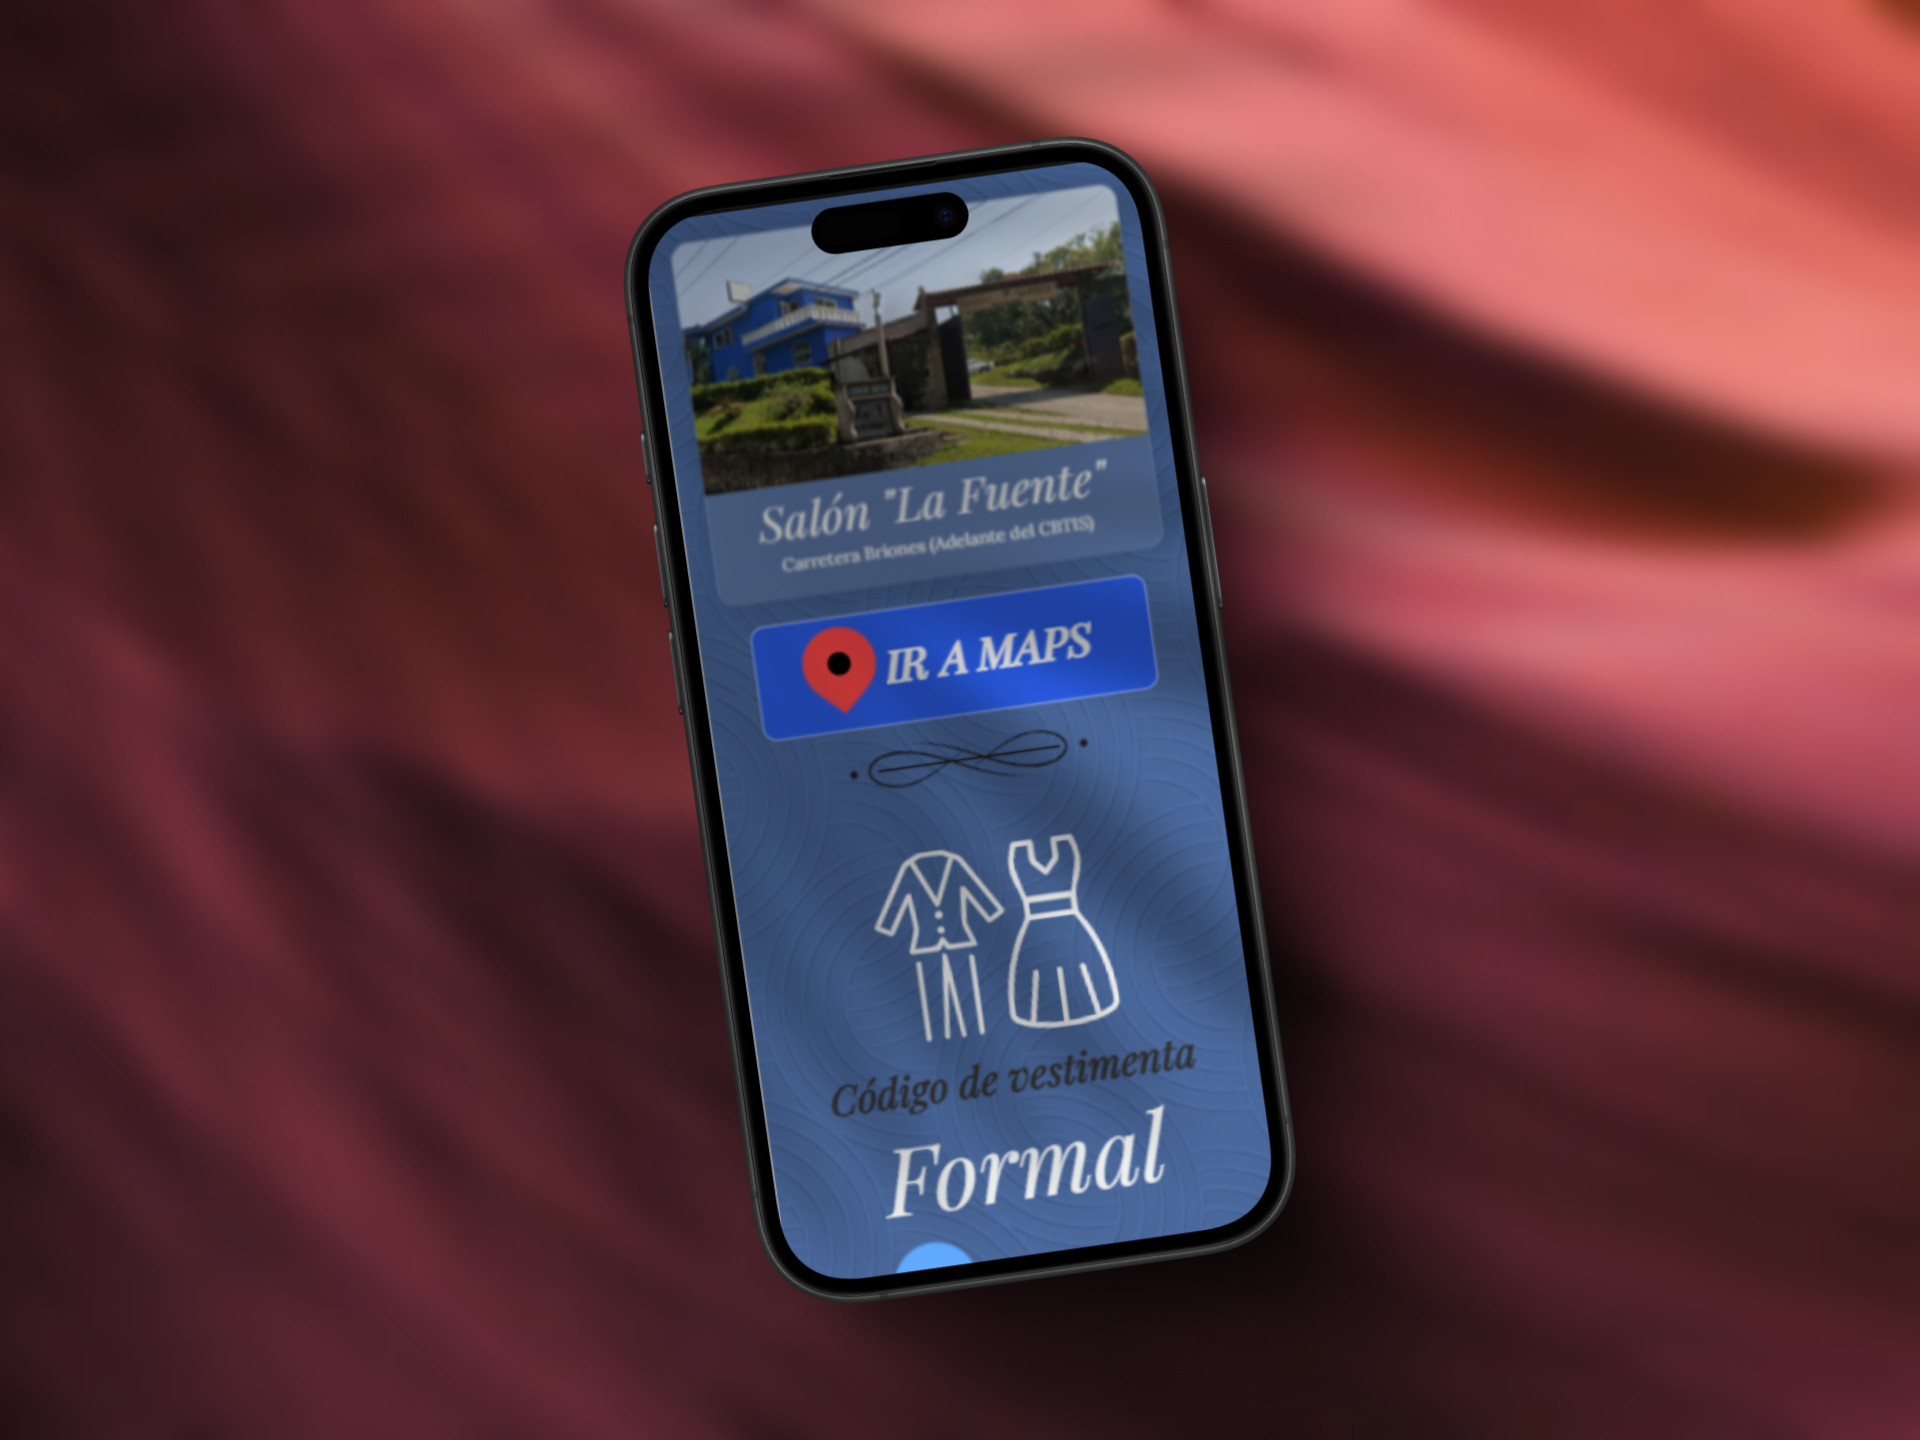 Salón "La Fuente"
Carretera Briones (Adelante del CBTIS)
IR A MAPS
Código de vestimenta
Formal